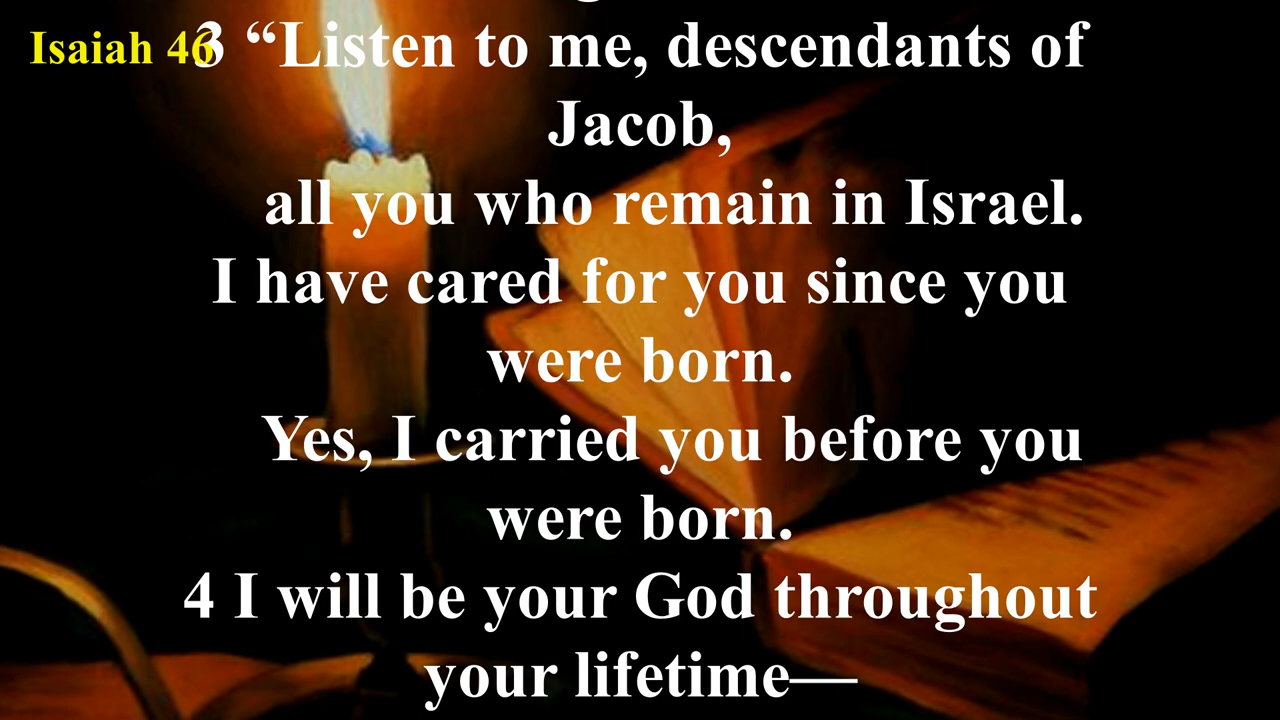 Isaiah 46
3 “Listen to me, descendants of
Jacob,
all you who remain in Israel.
I have cared for you since you
were born.
Yes, I carried you before you
were born.
4 I will be your God throughout
your lifetime—